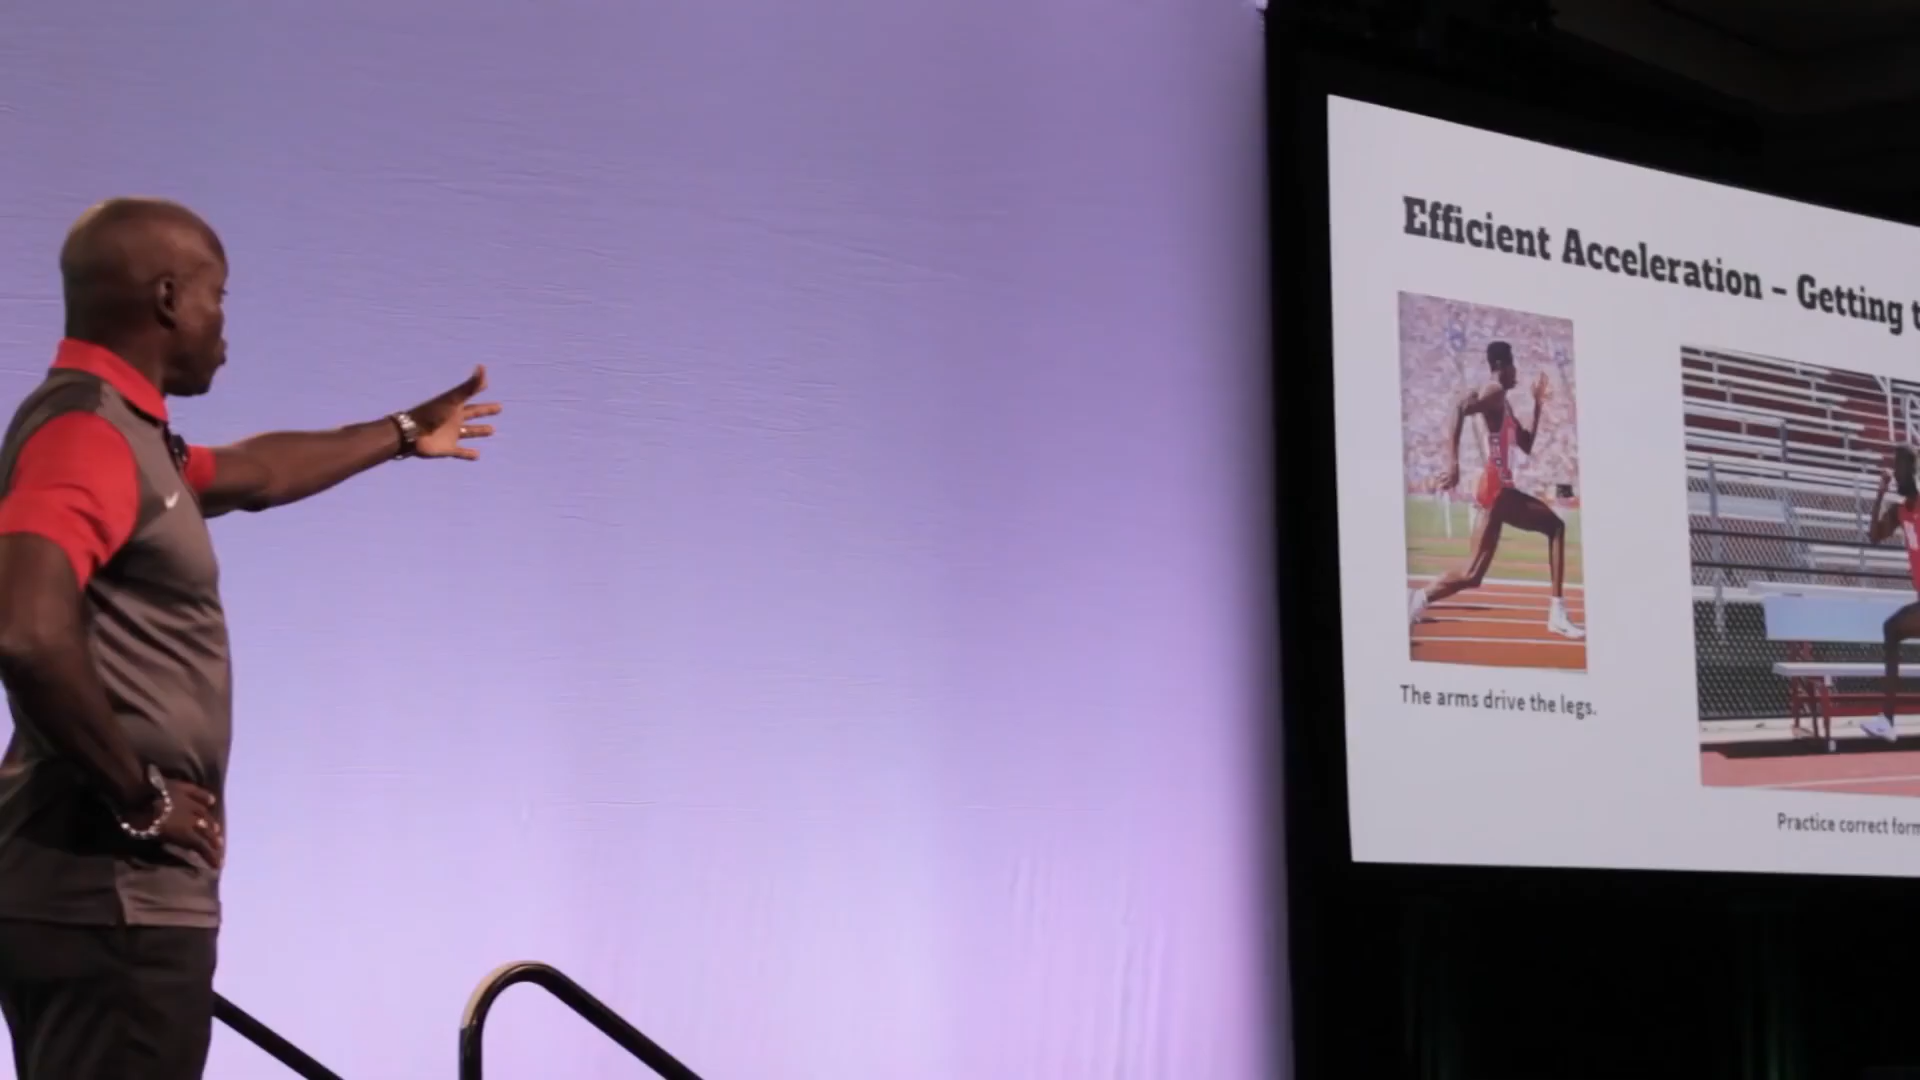 Efficient Acceleration – Getting
The arms drive the legs.
Practice correct form